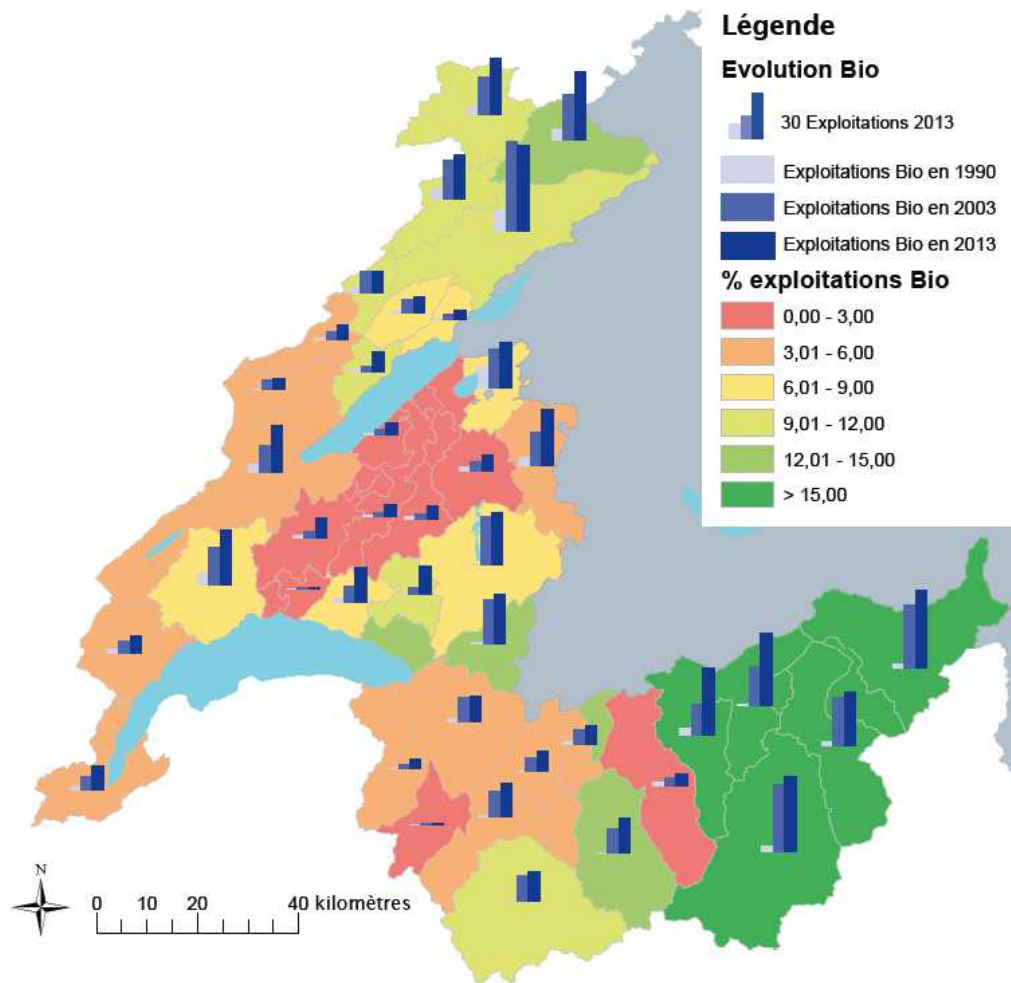 Légende
Evolution Bio
30 Exploitations 2013
Exploitations Bio en 1990
Exploitations Bio en 2003
Exploitations Bio en 2013
% exploitations Bio
0,00 - 3,00
3,01 - 6,00
6,01 - 9,00
9,01 - 12,00
12,01 - 15,00
> 15,00
N
0 10 20 40 kilomètres